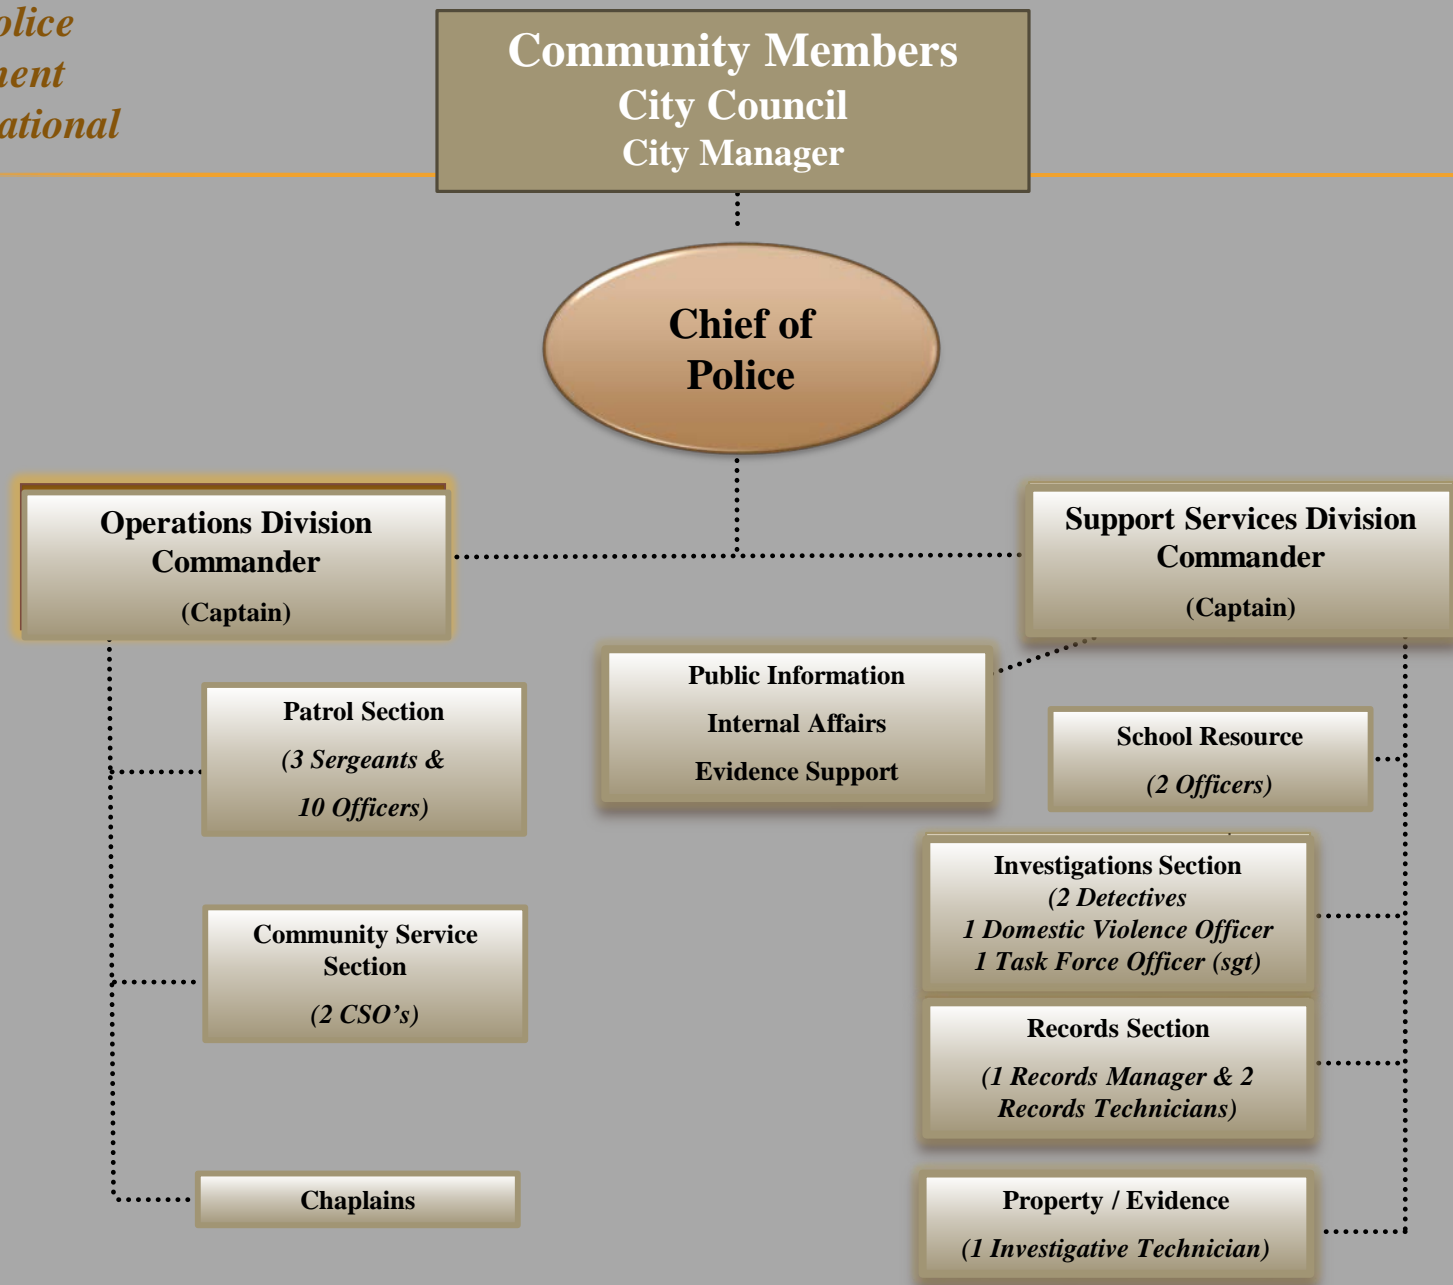 olice
ment
ational
Community Members
City Council
City Manager
Chief of
Police
Operations Division
Commander
(Captain)
Support Services Division
Commander
(Captain)
Public Information
Internal Affairs
Evidence Support
Patrol Section
(3 Sergeants &
10 Officers)
School Resource
(2 Officers)
Investigations Section
(2 Detectives
1 Domestic Violence Officer
1 Task Force Officer (sgt)
Community Service
Section
(2 CSO’s)
Records Section
(1 Records Manager & 2
Records Technicians)
Chaplains
Property / Evidence
(1 Investigative Technician)